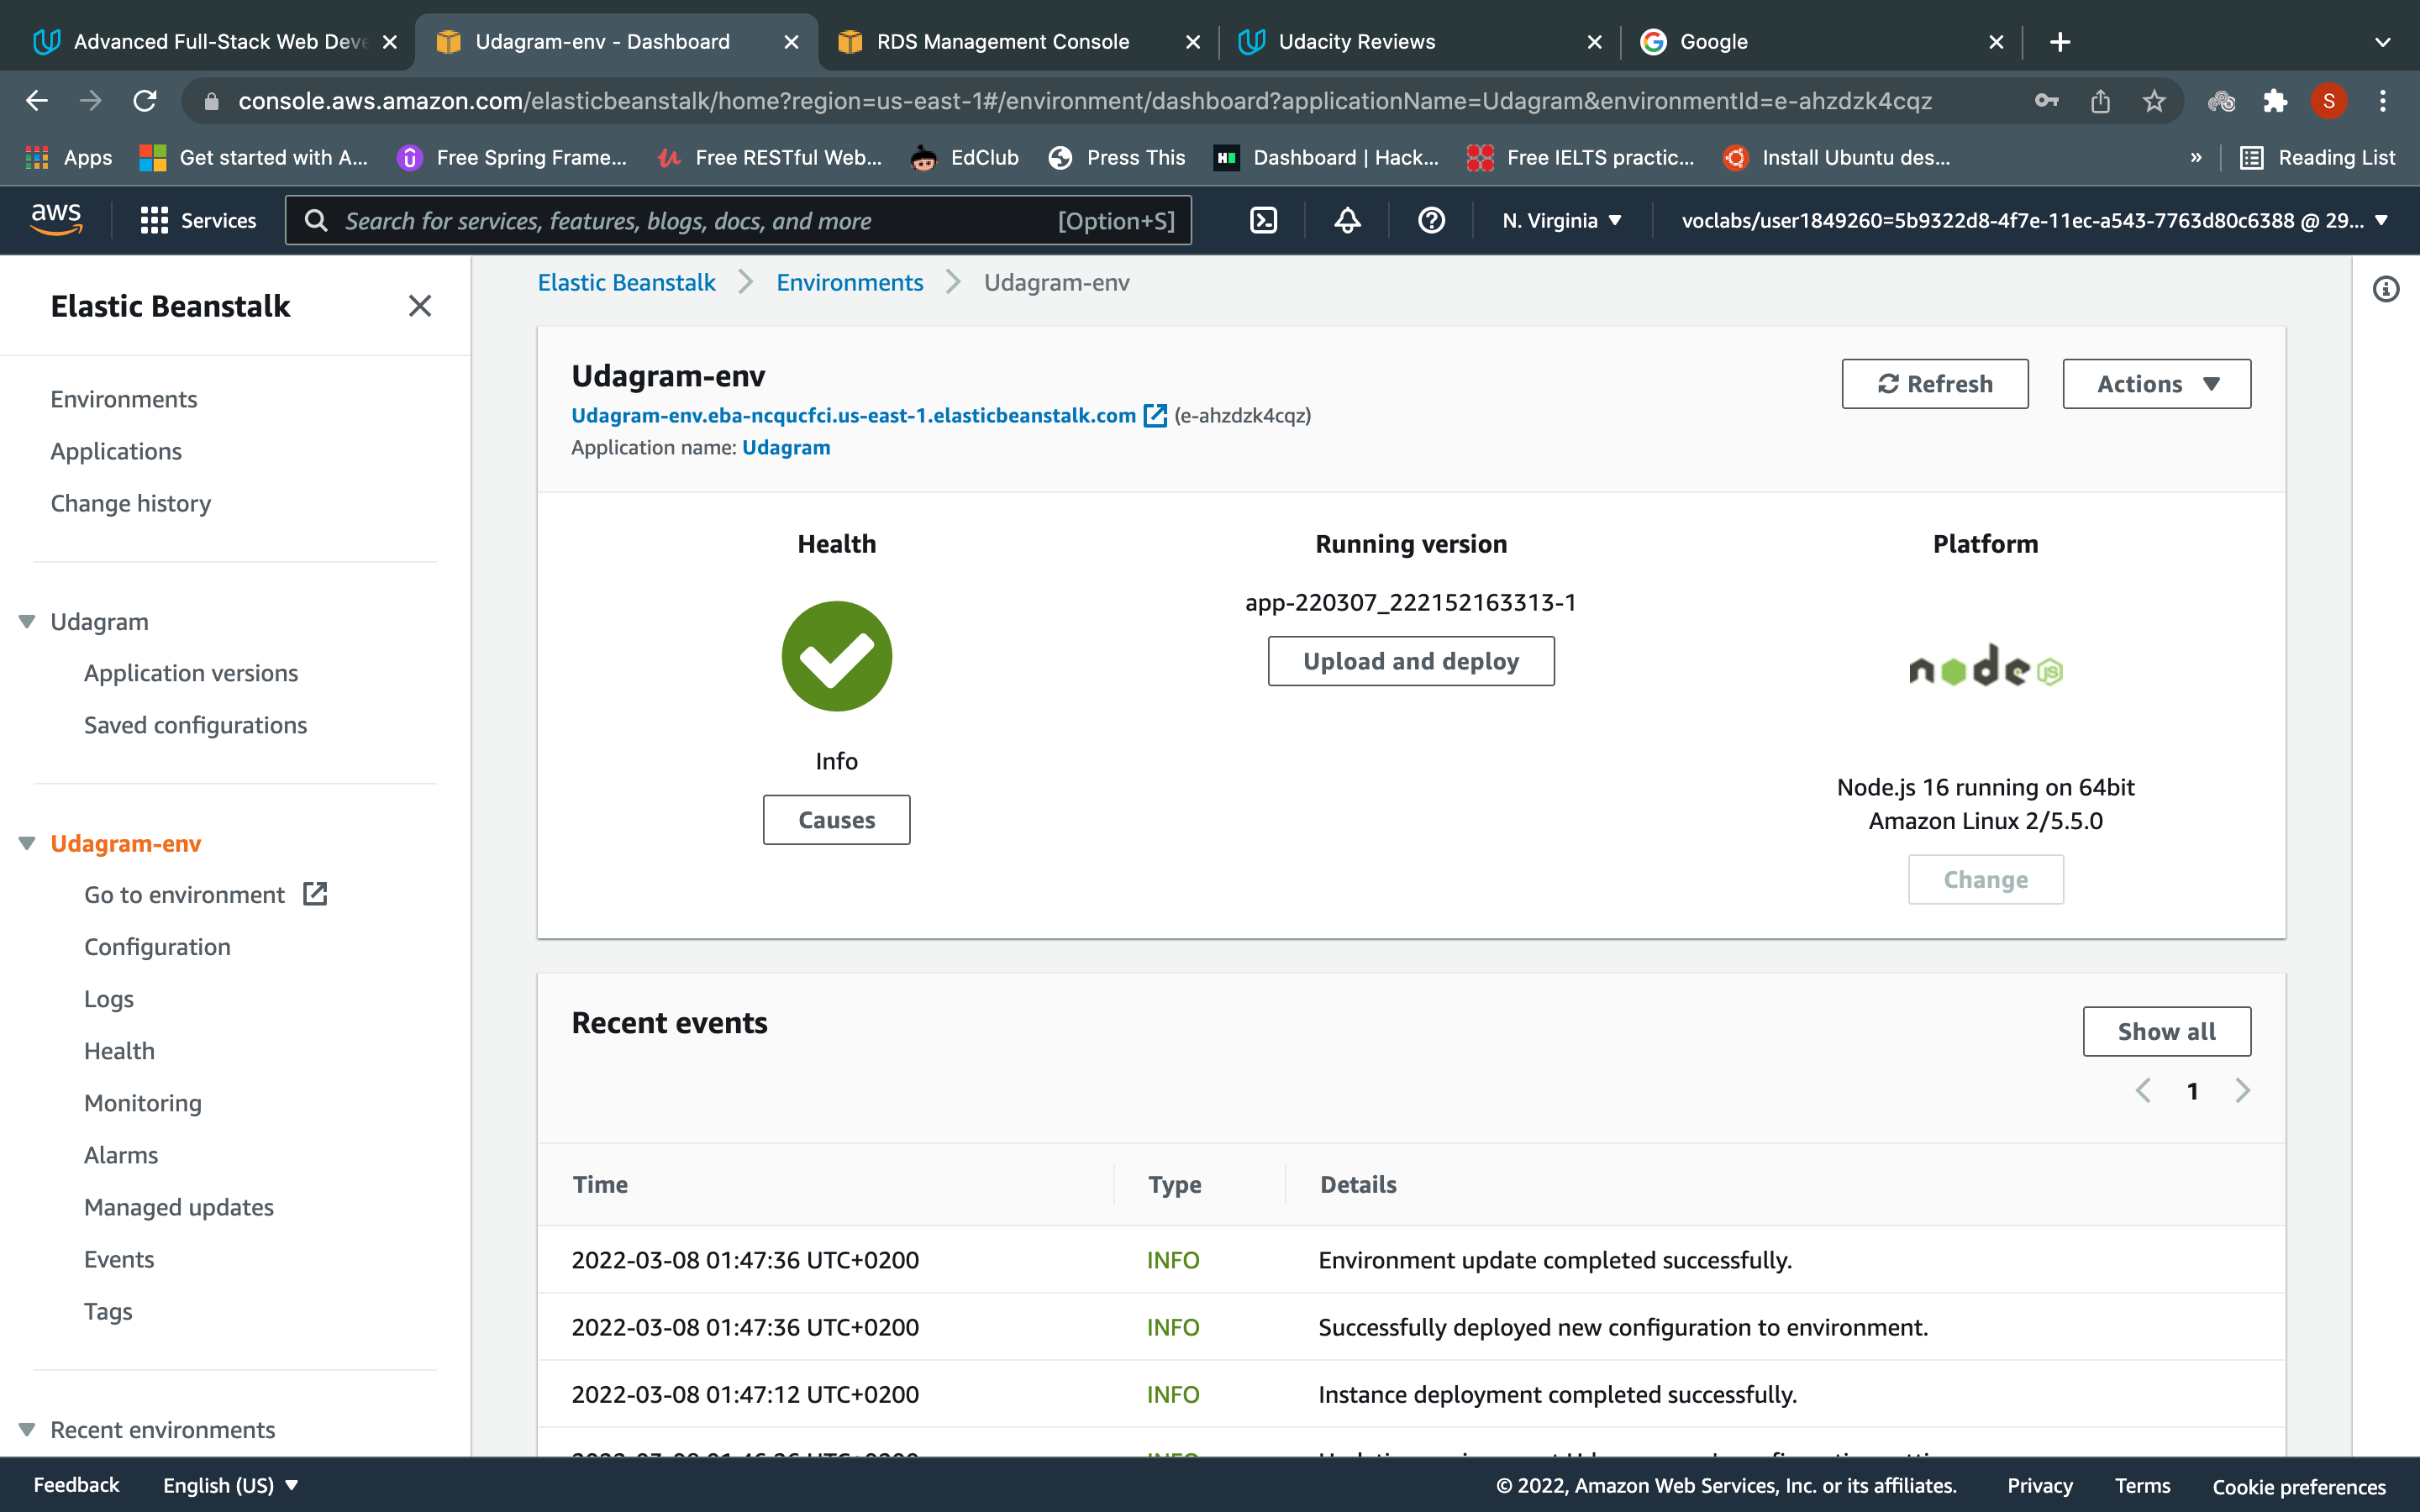 Advanced Full-Stack Web Deve
Udagram-env - Dashboard
RDS Management Console
Udacity Reviews
Google
console.aws.amazon.com/elasticbeanstalk/home?region=us-east-1#/environment/dashboard?applicationName=Udagram&environmentId=e-ahzdzk4cqz
S
Apps
Get started with A...
Free Spring Frame...
Free RESTful Web...
EdClub
Press This
Dashboard | Hack...
Free IELTS practic...
Install Ubuntu des...
»
Reading List
aws
Services
Search for services, features, blogs, docs, and more
[Option+S]
N. Virginia
voclabs/user1849260=5b9322d8-4f7e-11ec-a543-7763d80c6388 @ 29...
Elastic Beanstalk
Environments
Applications
Change history
Udagram
Application versions
Saved configurations
Udagram-env
Go to environment
Configuration
Logs
Health
Monitoring
Alarms
Managed updates
Events
Tags
Recent environments
Elastic Beanstalk
Environments
Udagram-env
Udagram-env
Udagram-env.eba-ncqucfci.us-east-1.elasticbeanstalk.com (e-ahzdzk4cqz)
Application name: Udagram
Refresh
Actions
Health
Info
Causes
Running version
app-220307_222152163313-1
Upload and deploy
Platform
node JS
Node.js 16 running on 64bit
Amazon Linux 2/5.5.0
Change
Recent events
Show all
1
Time Type Details
2022-03-08 01:47:36 UTC+0200 INFO Environment update completed successfully.
2022-03-08 01:47:36 UTC+0200 INFO Successfully deployed new configuration to environment.
2022-03-08 01:47:12 UTC+0200 INFO Instance deployment completed successfully.
Feedback
English (US)
© 2022, Amazon Web Services, Inc. or its affiliates.
Privacy
Terms
Cookie preferences